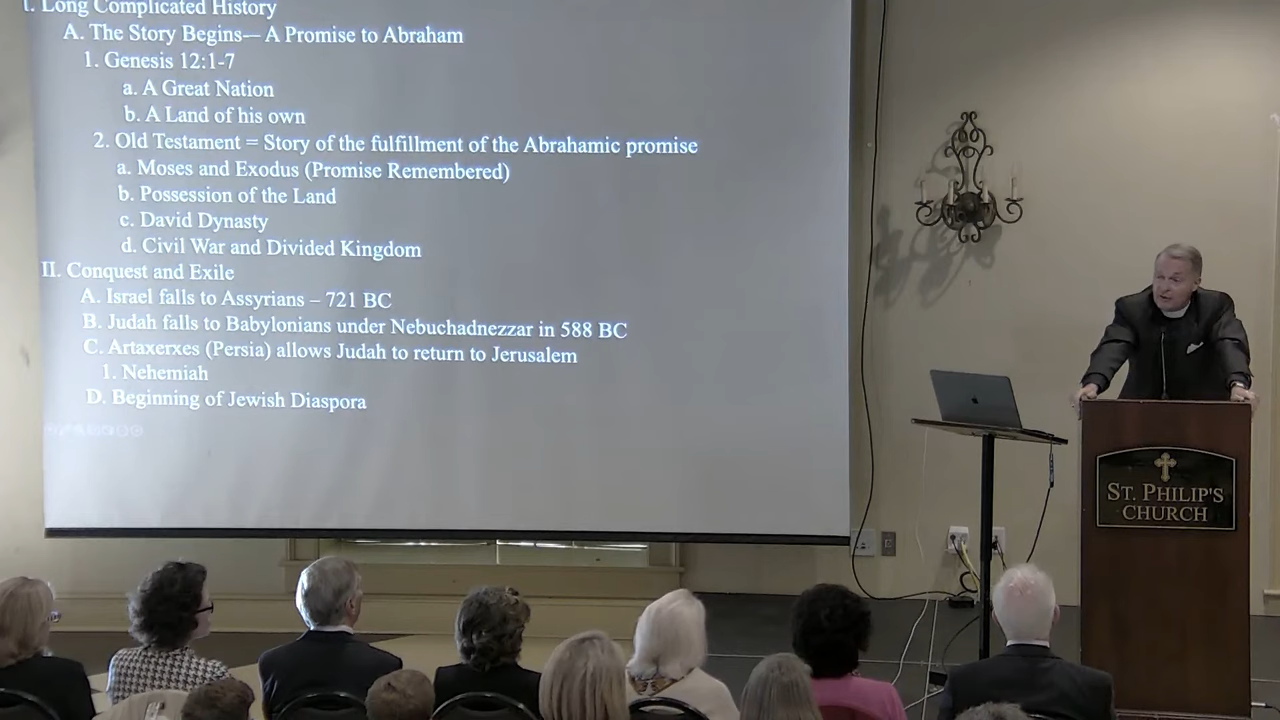 I. Long Complicated History
A. The Story Begins— A Promise to Abraham
1. Genesis 12:1-7
a. A Great Nation
b. A Land of his own
2. Old Testament = Story of the fulfillment of the Abrahamic promise
a. Moses and Exodus (Promise Remembered)
b. Possession of the Land
c. David Dynasty
d. Civil War and Divided Kingdom
II. Conquest and Exile
A. Israel falls to Assyrians – 721 BC
B. Judah falls to Babylonians under Nebuchadnezzar in 588 BC
C. Artaxerxes (Persia) allows Judah to return to Jerusalem
1. Nehemiah
D. Beginning of Jewish Diaspora
ST. PHILIP'S
CHURCH